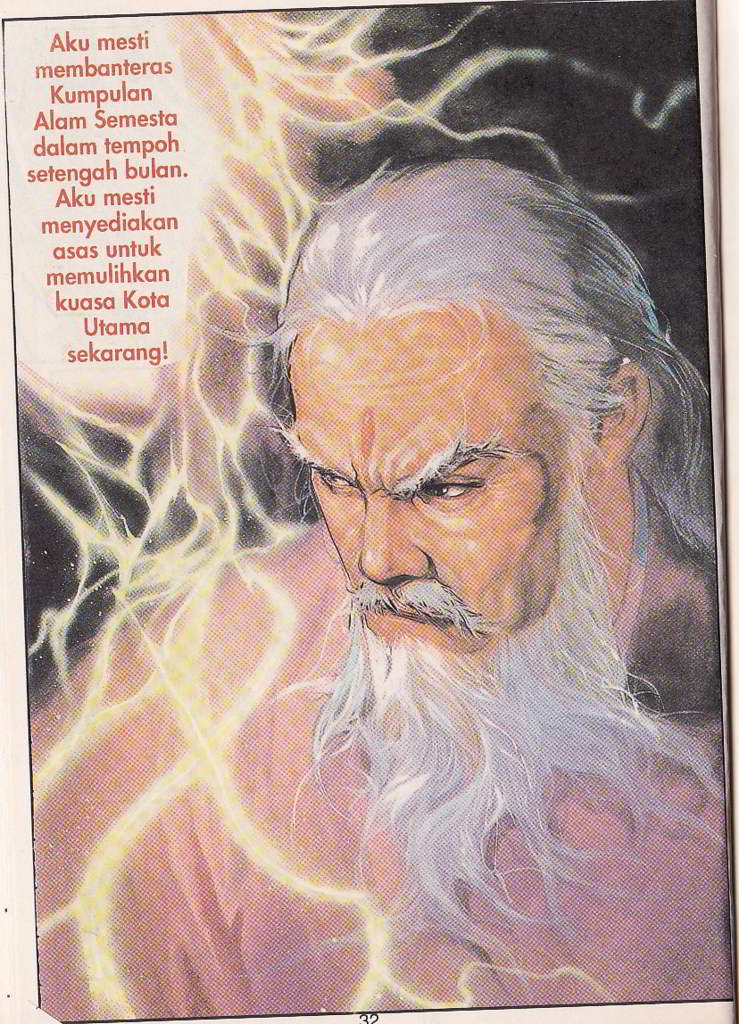 Aku mesti
membanteras
Kumpulan
Alam Semesta
dalam tempoh
setengah bulan.
Aku mesti
menyediakan
asas untuk
memulihkan
kuasa Kota
Utama
sekarang!
32